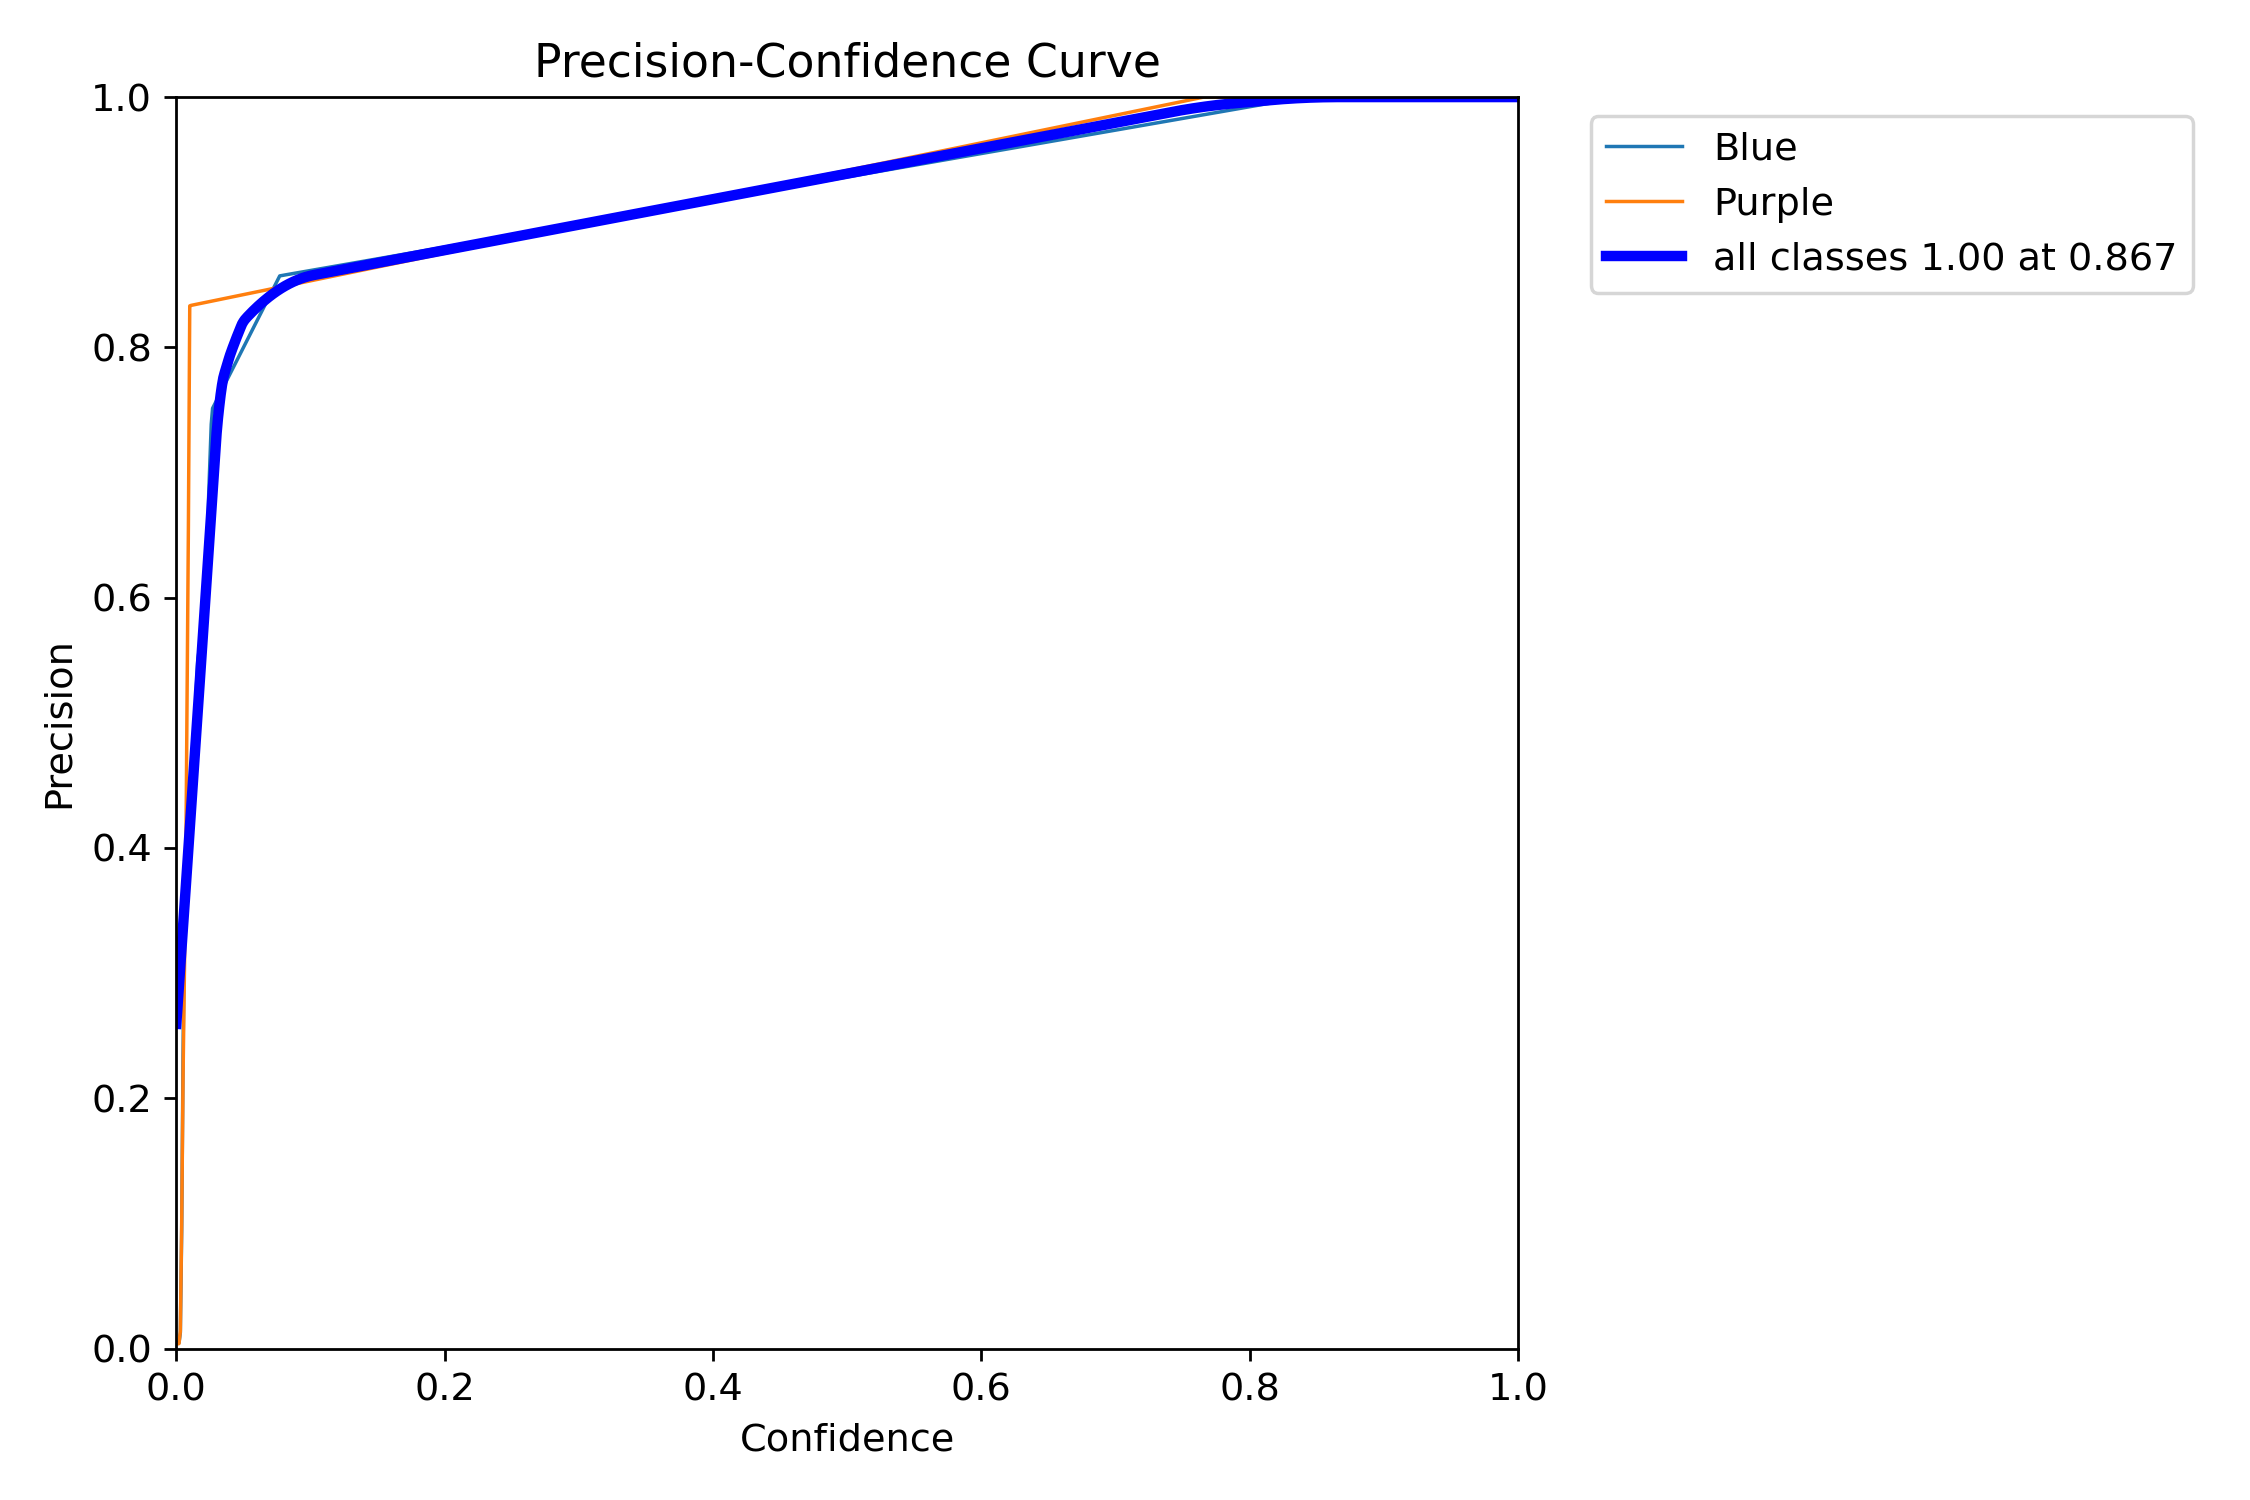 Precision-Confidence Curve
1.0
0.8
0.6
0.4
0.2
0.0
Precision
0.0 0.2 0.4 0.6 0.8 1.0
Confidence
Blue
Purple
all classes 1.00 at 0.867